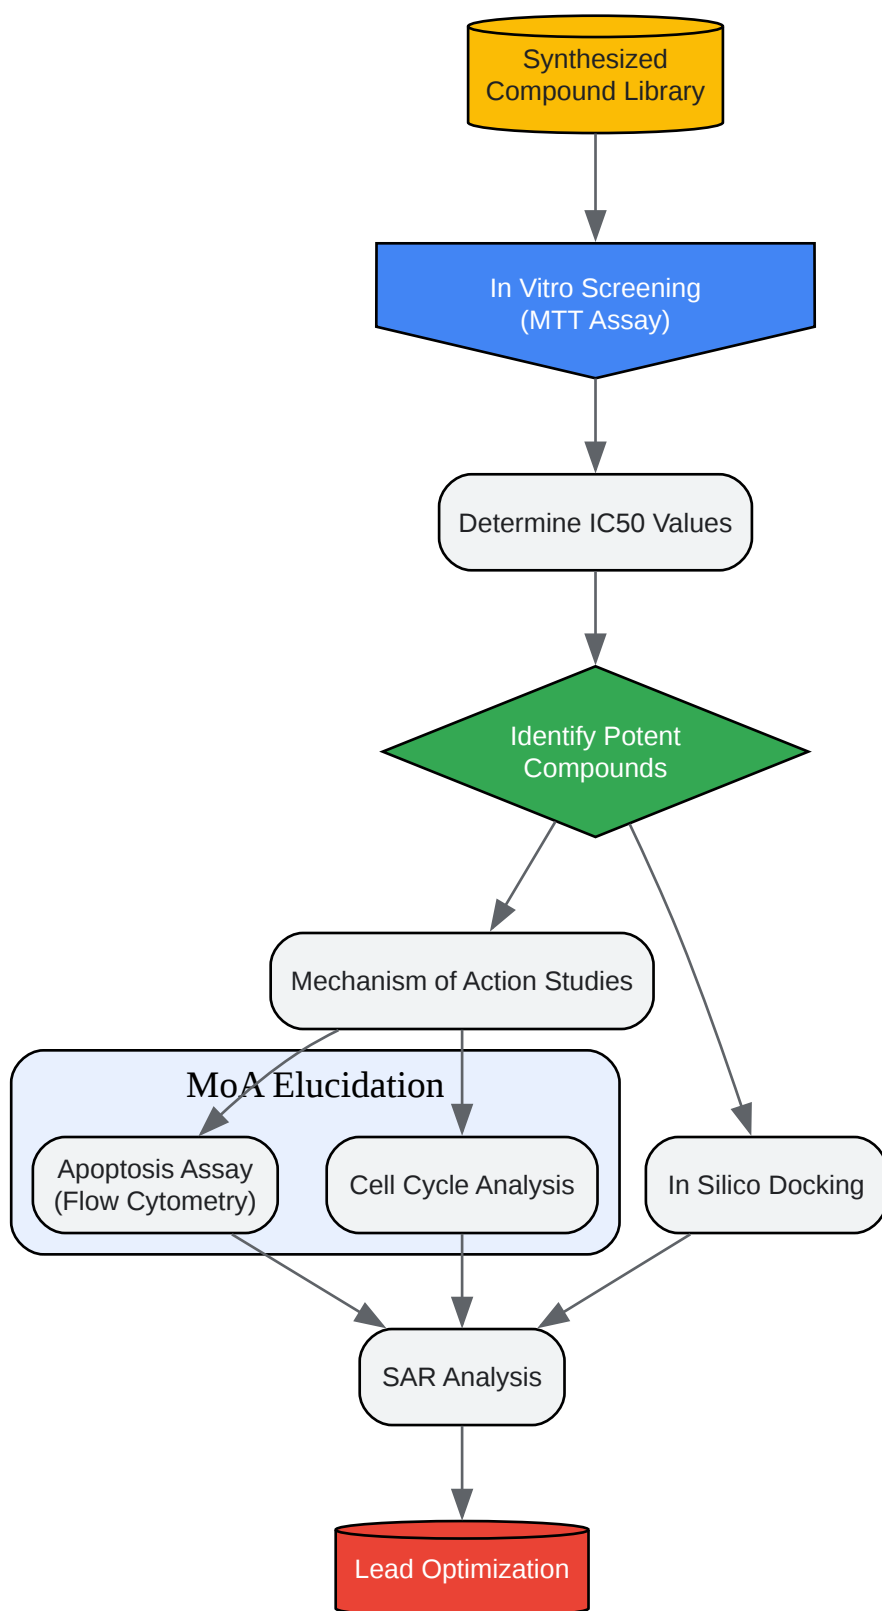 Synthesized
Compound Library
In Vitro Screening
(MTT Assay)
Determine IC50 Values
Identify Potent
Compounds
Mechanism of Action Studies
MoA Elucidation
Apoptosis Assay
(Flow Cytometry)
Cell Cycle Analysis
In Silico Docking
SAR Analysis
Lead Optimization